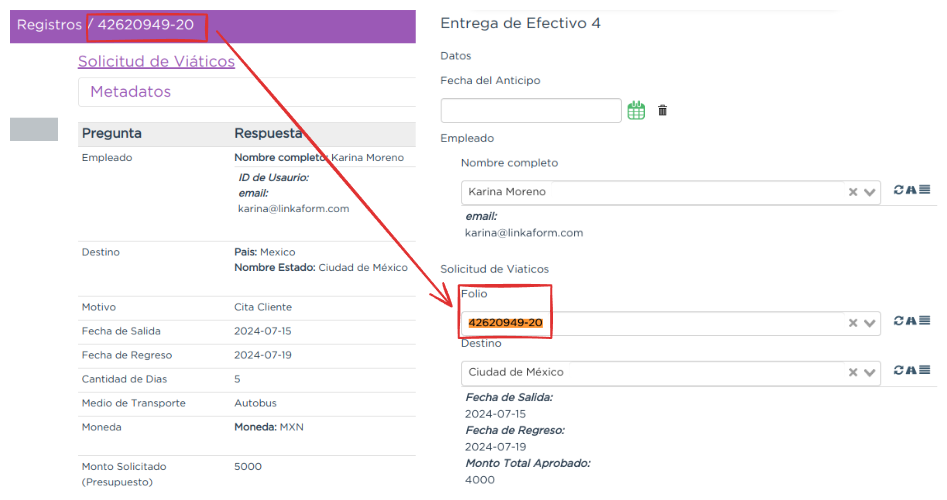 Registros / 42620949-20
Solicitud de Viáticos
Metadatos
Pregunta Respuesta
Empleado Nombre completo: Karina Moreno
ID de Usaurio:
email:
karina@linkaform.com
Destino País: Mexico
Nombre Estado: Ciudad de México
Motivo Cita Cliente
Fecha de Salida 2024-07-15
Fecha de Regreso 2024-07-19
Cantidad de Dias 5
Medio de Transporte Autobus
Moneda Moneda: MXN
Monto Solicitado 5000
(Presupuesto)
Entrega de Efectivo 4
Datos
Fecha del Anticipo
Empleado
Nombre completo
Karina Moreno
email:
karina@linkaform.com
Solicitud de Viaticos
Folio
42620949-20
Destino
Ciudad de México
Fecha de Salida:
2024-07-15
Fecha de Regreso:
2024-07-19
Monto Total Aprobado:
4000